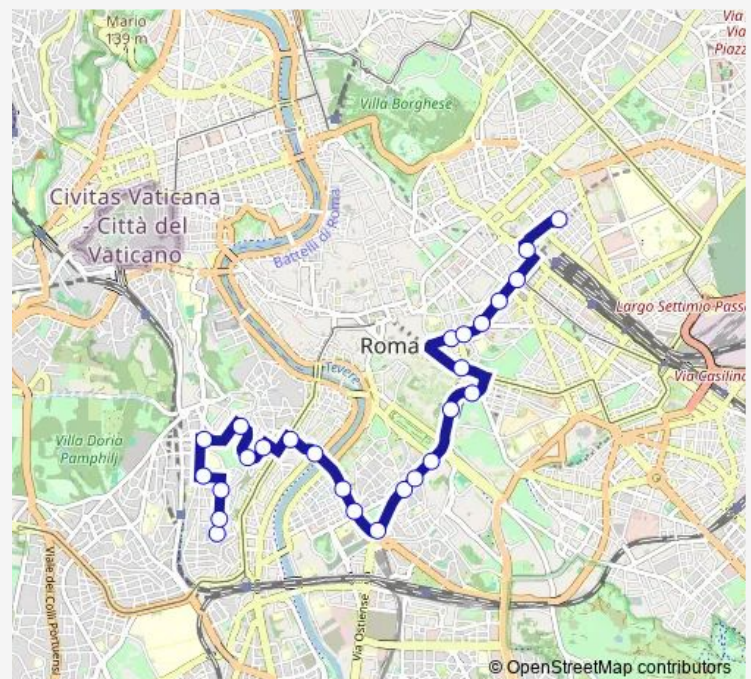 Mario
139 m
Via
Via
Piazz
Villa Borghese
Civitas Vaticana
- Città del
Vaticano
Battelli di Roma
Largo Settimio Passa
Roma
Tevere
Via Casilina
Villa Doria
Pamphilj
Viale dei Colli Portuensi
Via Ostiense
© OpenStreetMap contributors